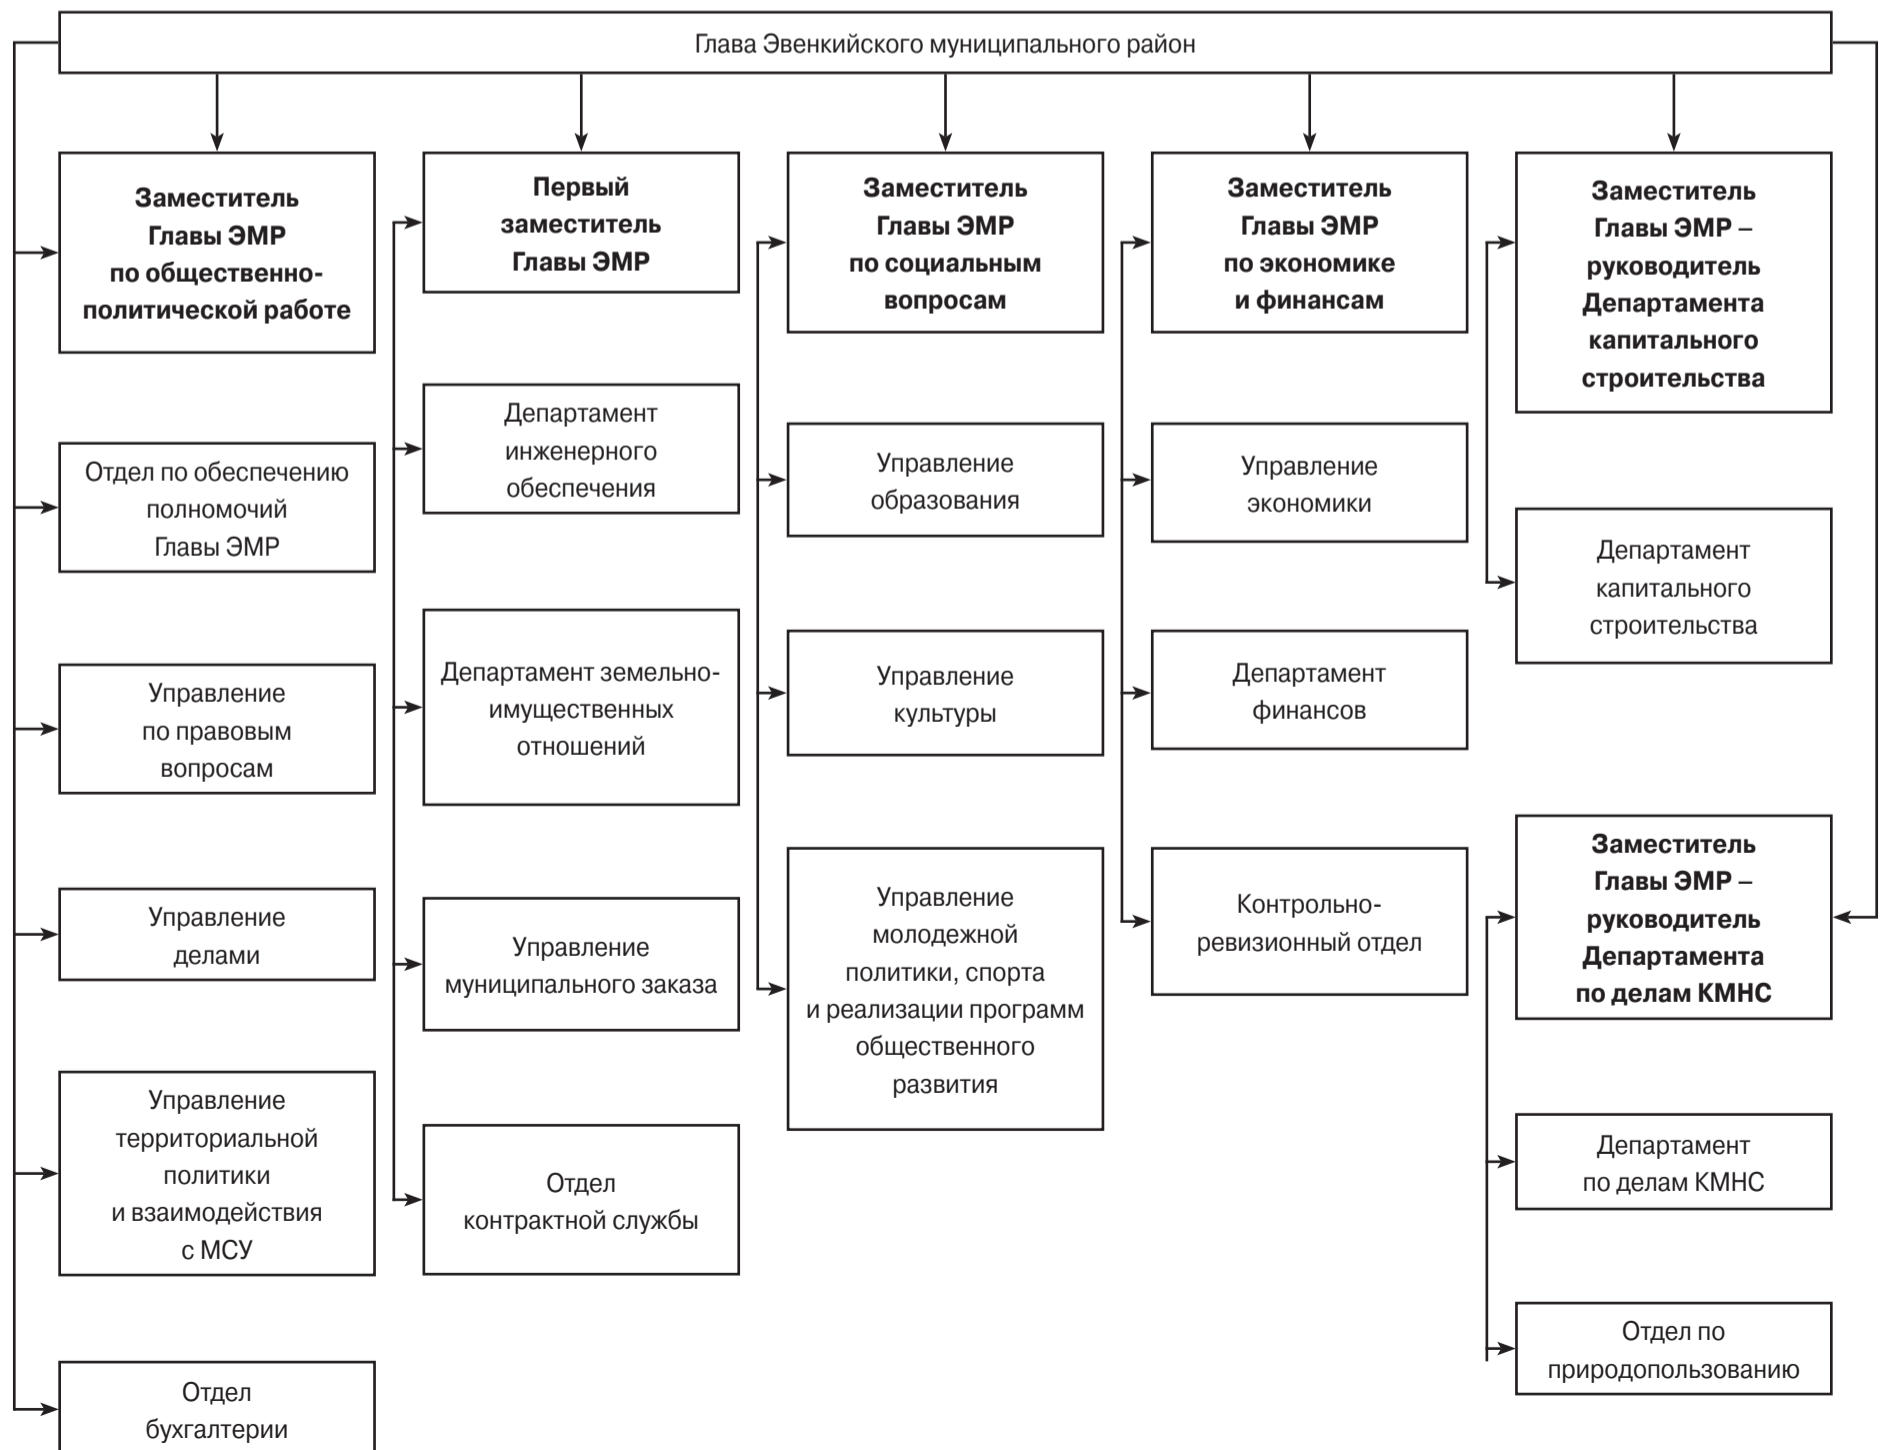 Глава Эвенкийского муниципального район
Заместитель
Главы ЭМР
по общественно-
политической работе
Отдел по обеспечению
полномочий
Главы ЭМР
Управление
по правовым
вопросам
Управление
делами
Управление
территориальной
политики
и взаимодействия
с МСУ
Отдел
бухгалтерии
Первый
заместитель
Главы ЭМР
Департамент
инженерного
обеспечения
Департамент земельно-
имущественных
отношений
Управление
муниципального заказа
Отдел
контрактной службы
Заместитель
Главы ЭМР
по социальным
вопросам
Управление
образования
Управление
культуры
Управление
молодежной
политики, спорта
и реализации программ
общественного
развития
Заместитель
Главы ЭМР
по экономике
и финансам
Управление
экономики
Департамент
финансов
Контрольно-
ревизионный отдел
Заместитель
Главы ЭМР –
руководитель
Департамента
капитального
строительства
Департамент
капитального
строительства
Заместитель
Главы ЭМР –
руководитель
Департамента
по делам КМНС
Департамент
по делам КМНС
Отдел по
природопользованию